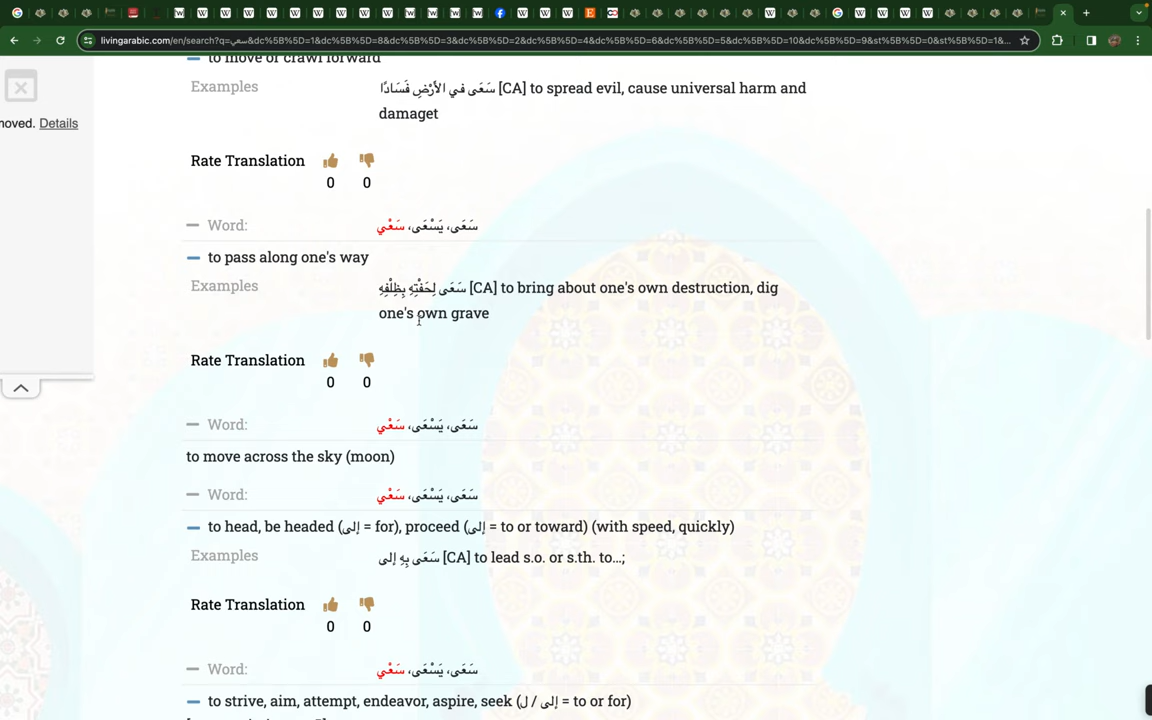 livingarabic.com/en/search?q=سعي&dc%5B%5D=1&dc%5B%5D=8&dc%5B%5D=3&dc%5B%5D=2&dc%5B%5D=4&dc%5B%5D=6&dc%5B%5D=5&dc%5B%5D=10&dc%5B%5D=9&st%5B%5D=0&st%5B%5D=1&...
to move or crawl forward
Examples سَعَى في الأَرْضِ فَسَادًا [CA] to spread evil, cause universal harm and
damaget
moved. Details
Rate Translation
0 0
Word: سَعَى، يَسْعَى، سَعْي
to pass along one's way
Examples سَعَى لِحَفْتِهِ بِظِلْفِهِ [CA] to bring about one's own destruction, dig
one's own grave
Rate Translation
0 0
Word: سَعَى، يَسْعَى، سَعْي
to move across the sky (moon)
Word: سَعَى، يَسْعَى، سَعْي
to head, be headed (إلى = for), proceed (إلى = to or toward) (with speed, quickly)
Examples سَعَى بِهِ إلى [CA] to lead s.o. or s.th. to...;
Rate Translation
0 0
Word: سَعَى، يَسْعَى، سَعْي
to strive, aim, attempt, endeavor, aspire, seek (إلى / ل = to or for)